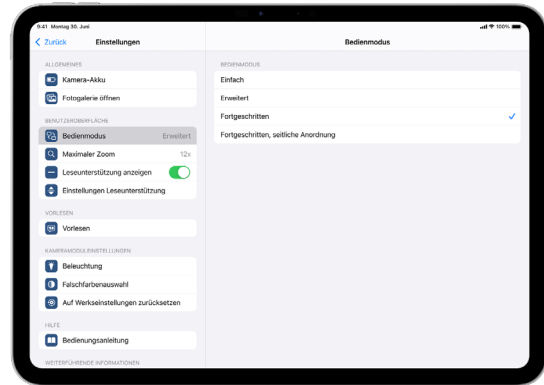 9:41 Montag 30. Juni
100%
Zurück
Einstellungen
Bedienmodus
ALLGEMEINES
Kamera-Akku
Fotogalerie öffnen
BENUTZEROBERFLÄCHE
Bedienmodus Erweitert
Maximaler Zoom 12x
Leseunterstützung anzeigen
Einstellungen Leseunterstützung
VORLESEN
Vorlesen
KAMERAMODULEINSTELLUNGEN
Beleuchtung
Falschfarbenauswahl
Auf Werkseinstellungen zurücksetzen
HILFE
Bedienungsanleitung
WEITERFÜHRENDE INFORMATIONEN
BEDIENMODUS
Einfach
Erweitert
Fortgeschritten
Fortgeschritten, seitliche Anordnung